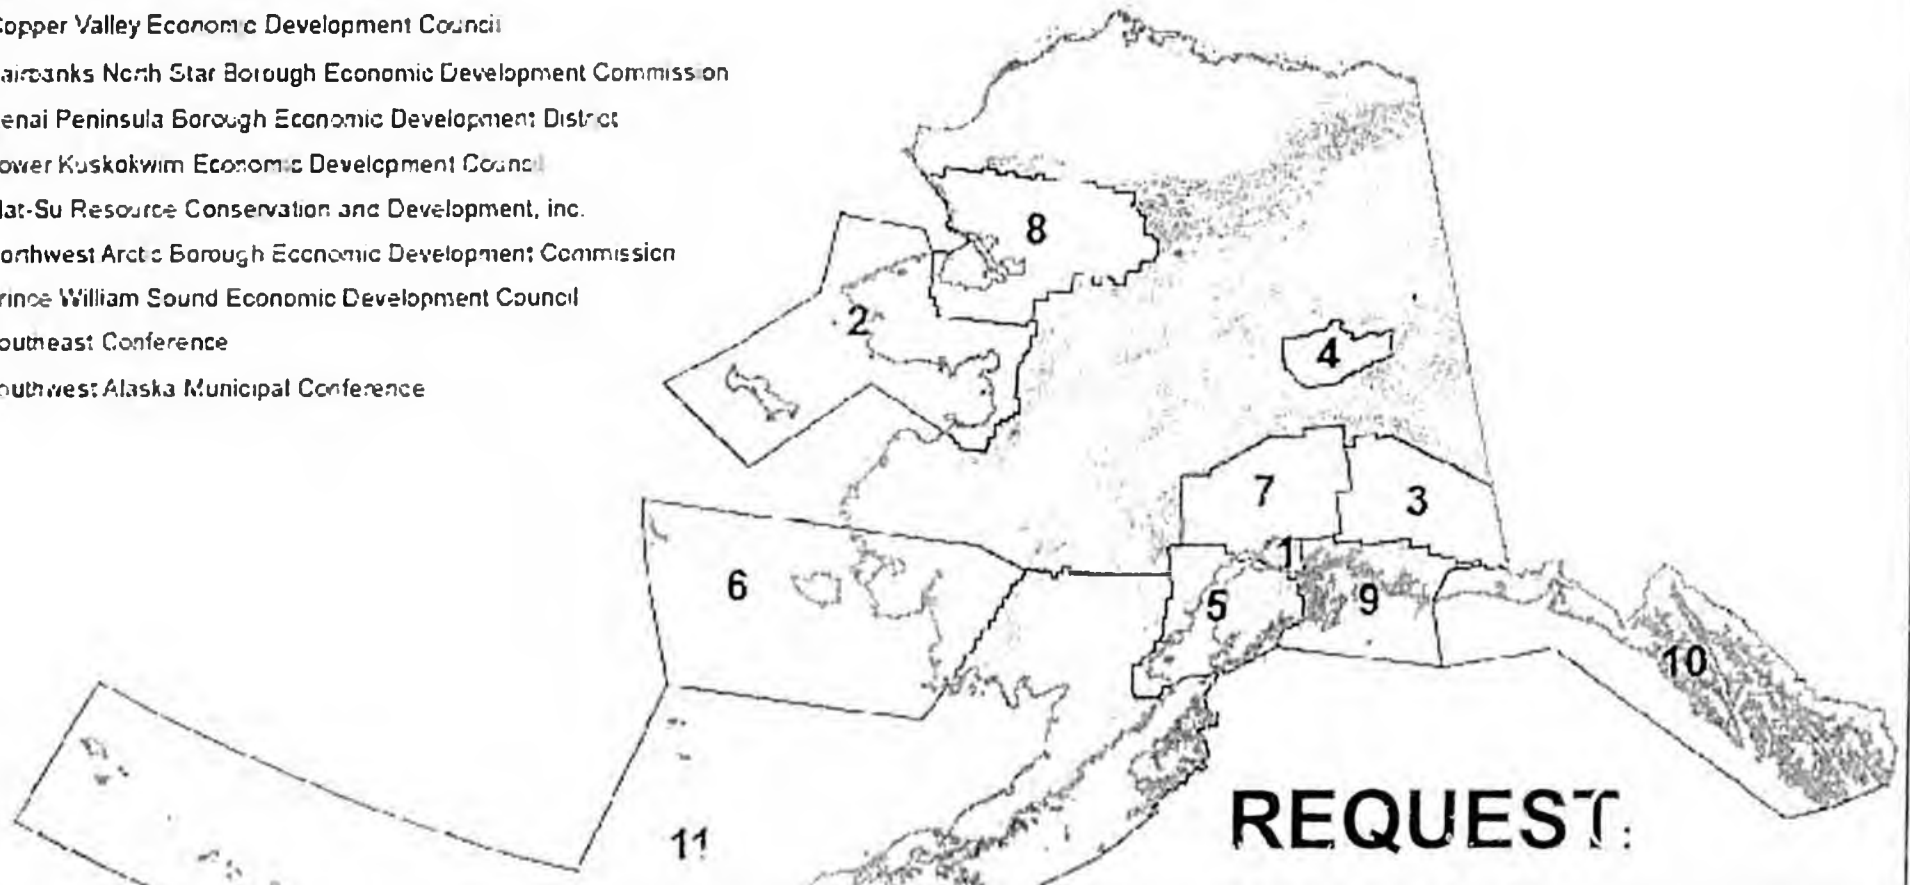 opper Valley Economic Development Council
airbanks North Star Borough Economic Development Commission
enai Peninsula Borough Economic Development District
ower Kuskokwim Economic Development Council
lat-Su Resource Conservation and Development, inc.
orthwest Arctic Borough Economic Development Commission
rince William Sound Economic Development Council
outheast Conference
outhwest Alaska Municipal Conference
8
2
4
7
3
1
6
5
9
10
11
REQUEST: